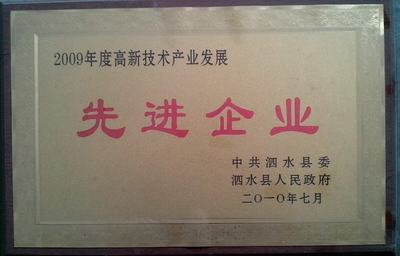 2009年度高新技术产业发展
先进企业
中共泗水县委
泗水县人民政府
二〇一〇年七月